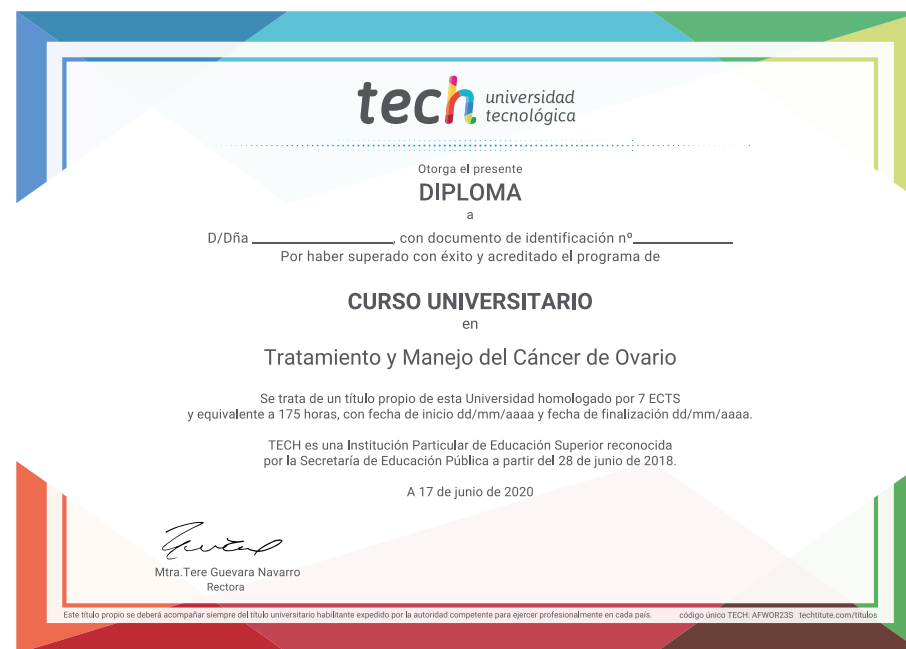 tech universidad
tecnológica
Otorga el presente
DIPLOMA
a
D/Dña ____________________, con documento de identificación nº______________
Por haber superado con éxito y acreditado el programa de
CURSO UNIVERSITARIO
en
Tratamiento y Manejo del Cáncer de Ovario
Se trata de un título propio de esta Universidad homologado por 7 ECTS
y equivalente a 175 horas, con fecha de inicio dd/mm/aaaa y fecha de finalización dd/mm/aaaa.
TECH es una Institución Particular de Educación Superior reconocida
por la Secretaría de Educación Pública a partir del 28 de junio de 2018.
A 17 de junio de 2020
Mtra.Tere Guevara Navarro
Rectora
Este título propio se deberá acompañar siempre del título universitario habilitante expedido por la autoridad competente para ejercer profesionalmente en cada país. código único TECH: AFWOR23S techtitute.com/titulos